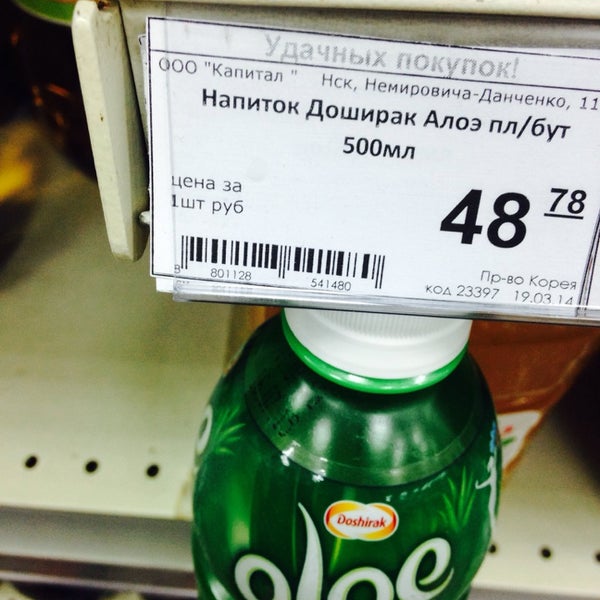 Удачных покупок!
ООО "Капитал " Нск, Немировича-Данченко, 11
Напиток Доширак Алоэ пл/бут
500мл
цена за
1шт руб
48 78
8 801128 541480
Пр-во Корея
код 23397 19.03.14
Doshirak
aloe